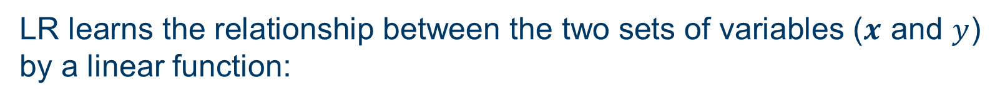 LR learns the relationship between the two sets of variables (x and y)
by a linear function: